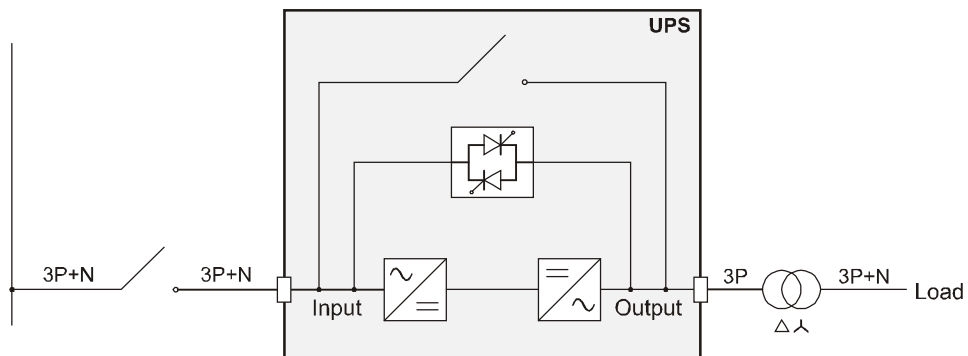 UPS
3P+N
3P+N
Input
Output
3P
3P+N
Load